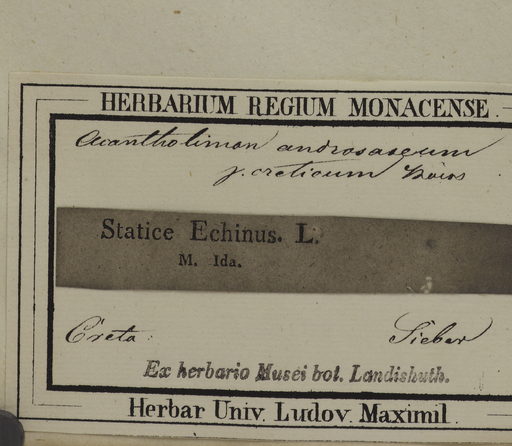 HERBARIUM REGIUM MONACENSE.
Acantholimon androsaceum
γ. creticum Boiss
Statice Echinus. L.
M. Ida.
Creta: Sieber
Ex herbario Musei bot. Landishuth.
Herbar Univ. Ludov. Maximil.